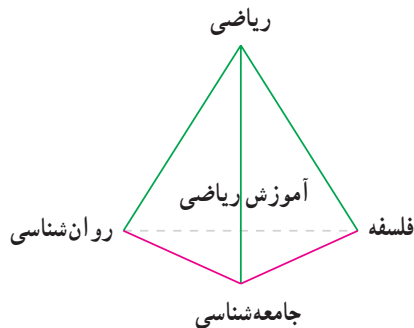 ریاضی
آموزش ریاضی
فلسفه
روان‌شناسی
جامعه‌شناسی